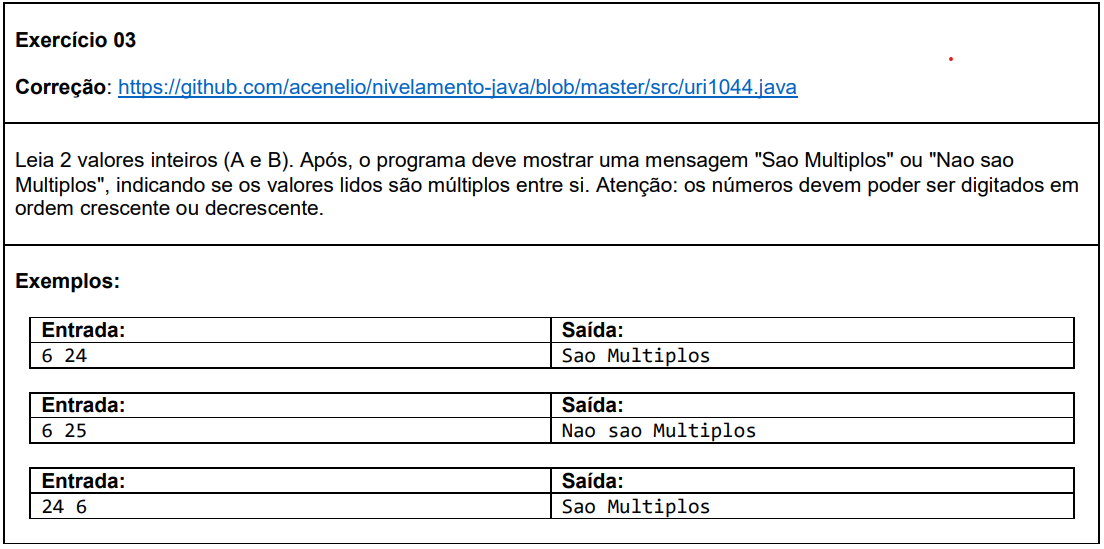 Exercício 03
Correção: https://github.com/acenelio/nivelamento-java/blob/master/src/uri1044.java
Leia 2 valores inteiros (A e B). Após, o programa deve mostrar uma mensagem "Sao Multiplos" ou "Nao sao
Multiplos", indicando se os valores lidos são múltiplos entre si. Atenção: os números devem poder ser digitados em
ordem crescente ou decrescente.
Exemplos:
Entrada: Saída:
6 24 Sao Multiplos
Entrada: Saída:
6 25 Nao sao Multiplos
Entrada: Saída:
24 6 Sao Multiplos